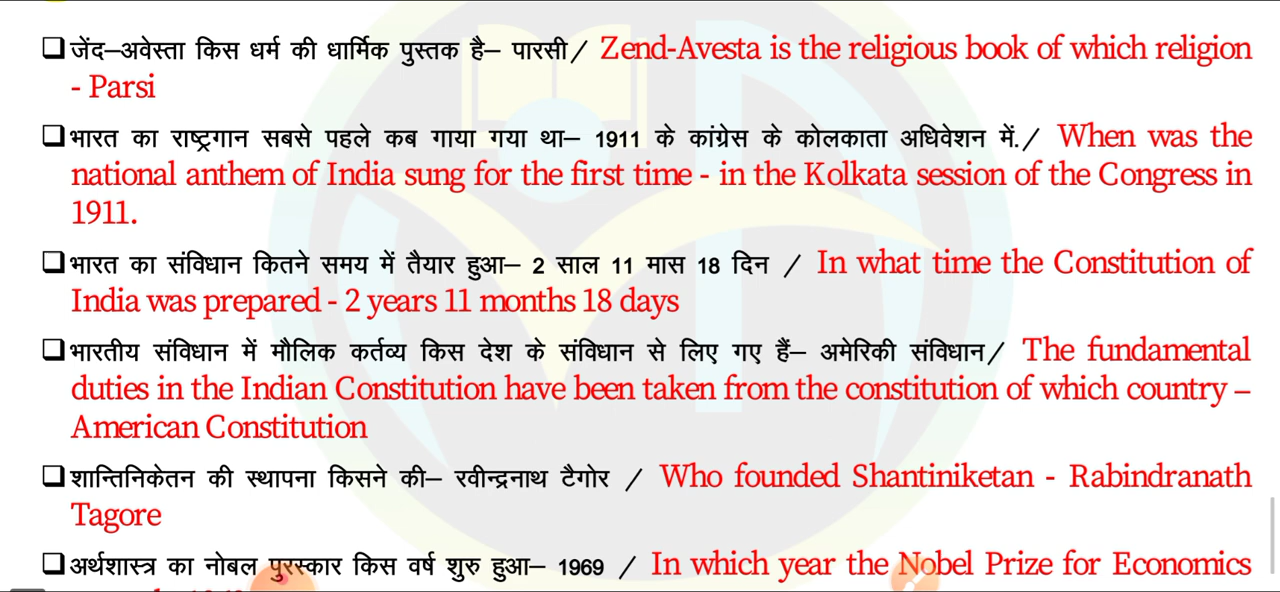 जेंद–अवेस्ता किस धर्म की धार्मिक पुस्तक है– पारसी/ Zend-Avesta is the religious book of which religion
- Parsi
भारत का राष्ट्रगान सबसे पहले कब गाया गया था– 1911 के कांग्रेस के कोलकाता अधिवेशन में./ When was the
national anthem of India sung for the first time - in the Kolkata session of the Congress in
1911.
भारत का संविधान कितने समय में तैयार हुआ– 2 साल 11 मास 18 दिन / In what time the Constitution of
India was prepared - 2 years 11 months 18 days
भारतीय संविधान में मौलिक कर्तव्य किस देश के संविधान से लिए गए हैं– अमेरिकी संविधान/ The fundamental
duties in the Indian Constitution have been taken from the constitution of which country –
American Constitution
शान्तिनिकेतन की स्थापना किसने की– रवीन्द्रनाथ टैगोर / Who founded Shantiniketan - Rabindranath
Tagore
अर्थशास्त्र का नोबल पुरस्कार किस वर्ष शुरु हुआ– 1969 / In which year the Nobel Prize for Economics